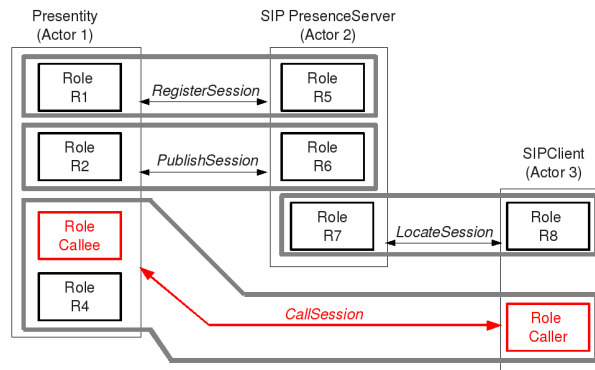 Presentity
(Actor 1)
SIP PresenceServer
(Actor 2)
Role
R1
RegisterSession
Role
R5
Role
R2
PublishSession
Role
R6
SIPClient
(Actor 3)
Role
Callee
Role
R7
LocateSession
Role
R8
Role
R4
CallSession
Role
Caller